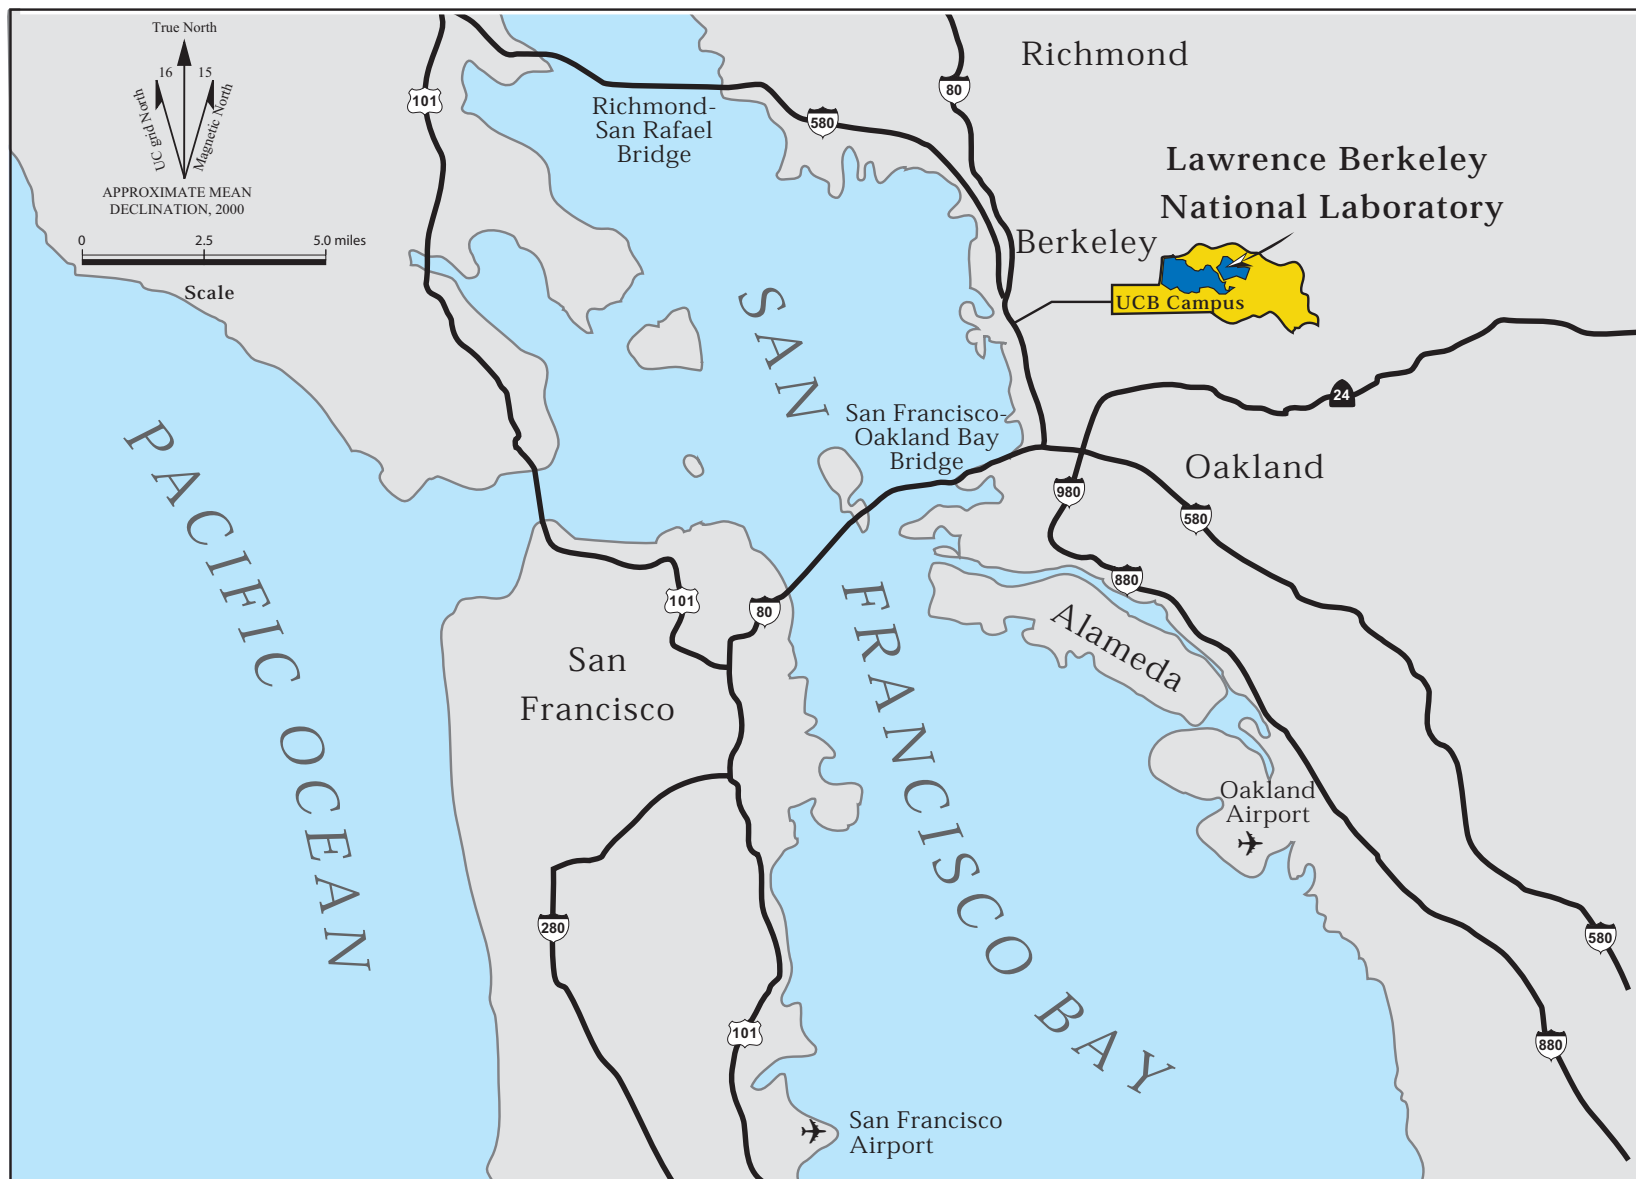 True North
16
15
UC grid North
Magnetic North
APPROXIMATE MEAN
DECLINATION, 2000
0
2.5
5.0 miles
Scale
101
Richmond-
San Rafael
Bridge
580
80
Richmond
Lawrence Berkeley
National Laboratory
Berkeley
UCB Campus
24
San Francisco-
Oakland Bay
Bridge
Oakland
980
580
880
Alameda
101
80
San
Francisco
PACIFIC OCEAN
SAN FRANCISCO BAY
Oakland
Airport
280
580
101
880
San Francisco
Airport